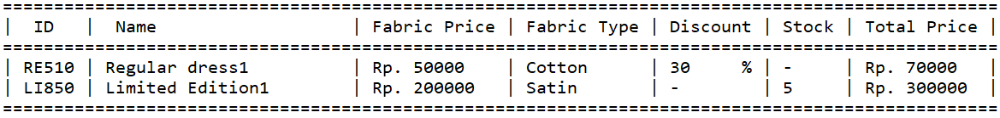 =================================================================================================
|  ID   |  Name                   | Fabric Price | Fabric Type | Discount  | Stock | Total Price |
=================================================================================================
| RE510 | Regular dress1          | Rp. 50000    | Cotton      | 30     %  | -     | Rp. 70000   |
| LI850 | Limited Edition1        | Rp. 200000   | Satin       | -         | 5     | Rp. 300000  |
=================================================================================================